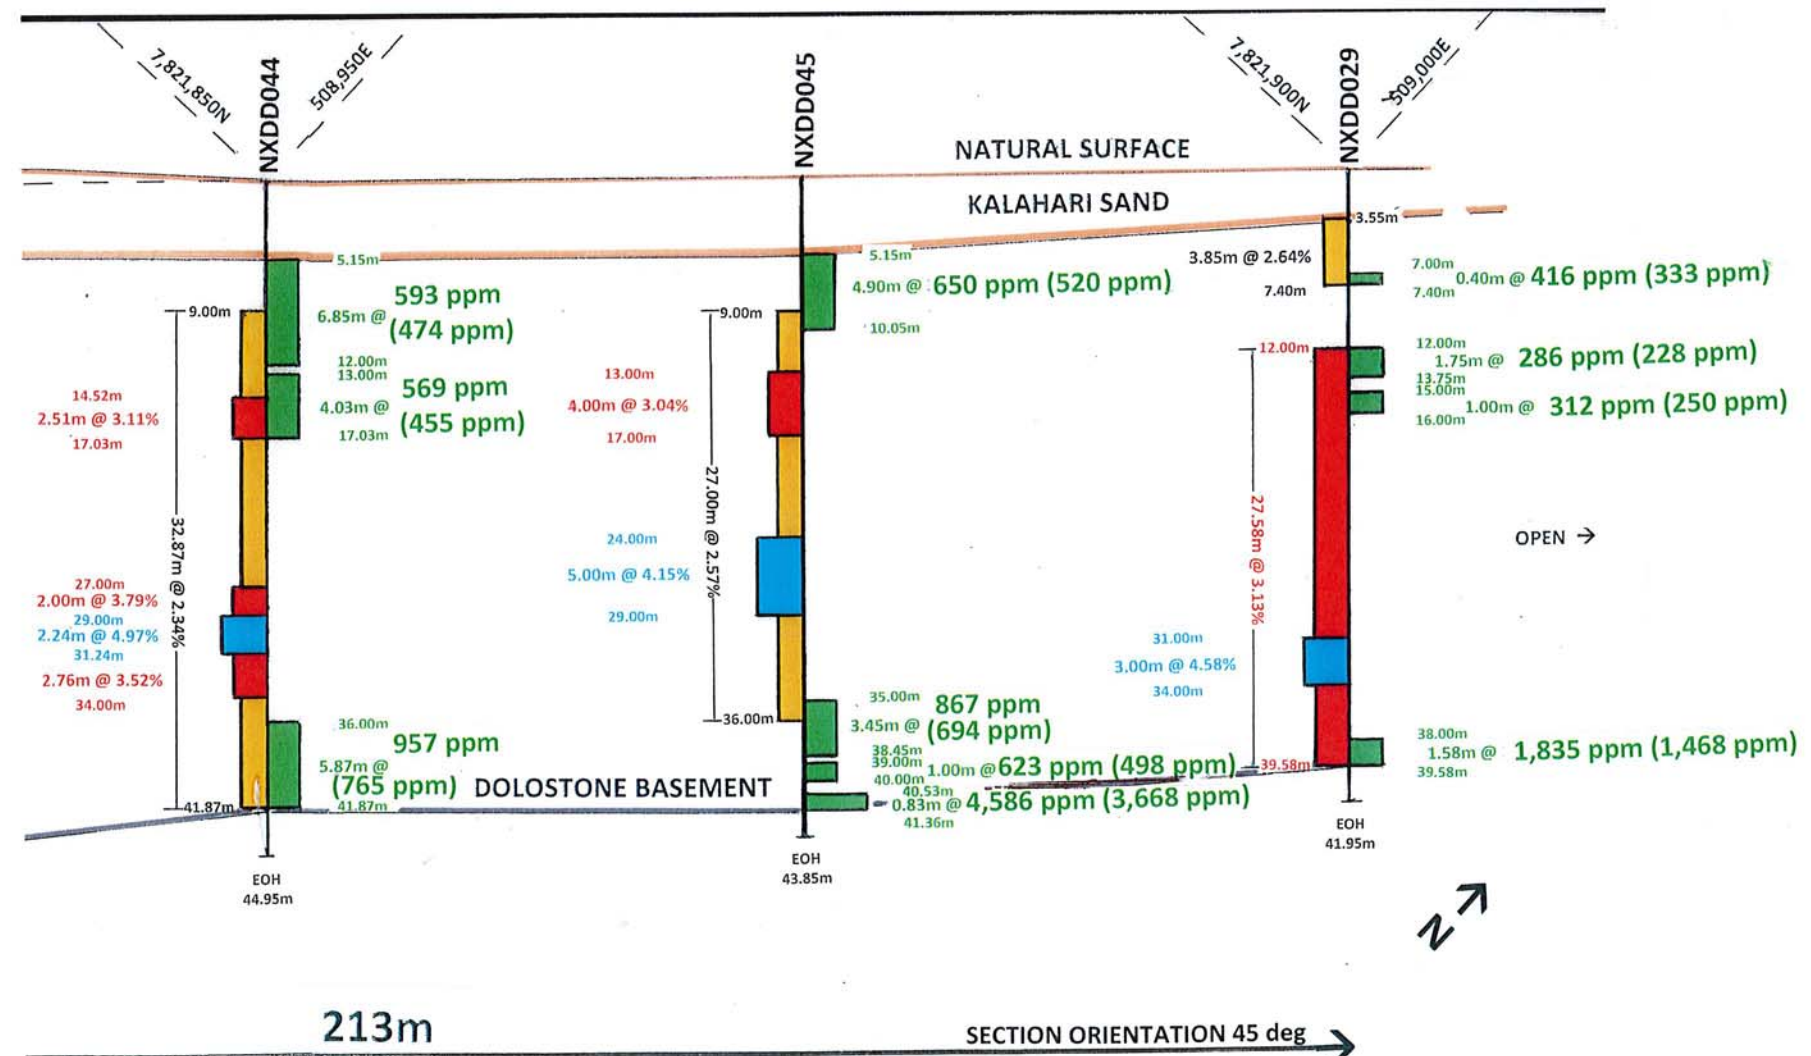 7,821,850N
508,950E
NXDD044
NXDD045
7,821,900N
509,000E
NXDD029
NATURAL SURFACE
KALAHARI SAND
5.15m
593 ppm
6.85m @
(474 ppm)
12.00m
13.00m
569 ppm
4.03m @
(455 ppm)
17.03m
9.00m
14.52m
2.51m @ 3.11%
17.03m
32.87m @ 2.34%
27.00m
2.00m @ 3.79%
29.00m
2.24m @ 4.97%
31.24m
2.76m @ 3.52%
34.00m
36.00m
957 ppm
5.87m @
(765 ppm)
41.87m
41.87m
EOH
44.95m
DOLOSTONE BASEMENT
5.15m
4.90m @ 650 ppm (520 ppm)
10.05m
9.00m
13.00m
4.00m @ 3.04%
17.00m
27.00m @ 2.57%
24.00m
5.00m @ 4.15%
29.00m
36.00m
35.00m
867 ppm
3.45m @
(694 ppm)
38.45m
39.00m
1.00m @ 623 ppm (498 ppm)
40.00m
40.53m
0.83m @ 4,586 ppm (3,668 ppm)
41.36m
EOH
43.85m
3.55m
3.85m @ 2.64%
7.40m
7.00m
0.40m @ 416 ppm (333 ppm)
7.40m
12.00m
12.00m
1.75m @ 286 ppm (228 ppm)
13.75m
15.00m
1.00m @ 312 ppm (250 ppm)
16.00m
27.58m @ 3.13%
OPEN →
31.00m
3.00m @ 4.58%
34.00m
38.00m
1.58m @ 1,835 ppm (1,468 ppm)
39.58m
39.58m
EOH
41.95m
N
213m
SECTION ORIENTATION 45 deg